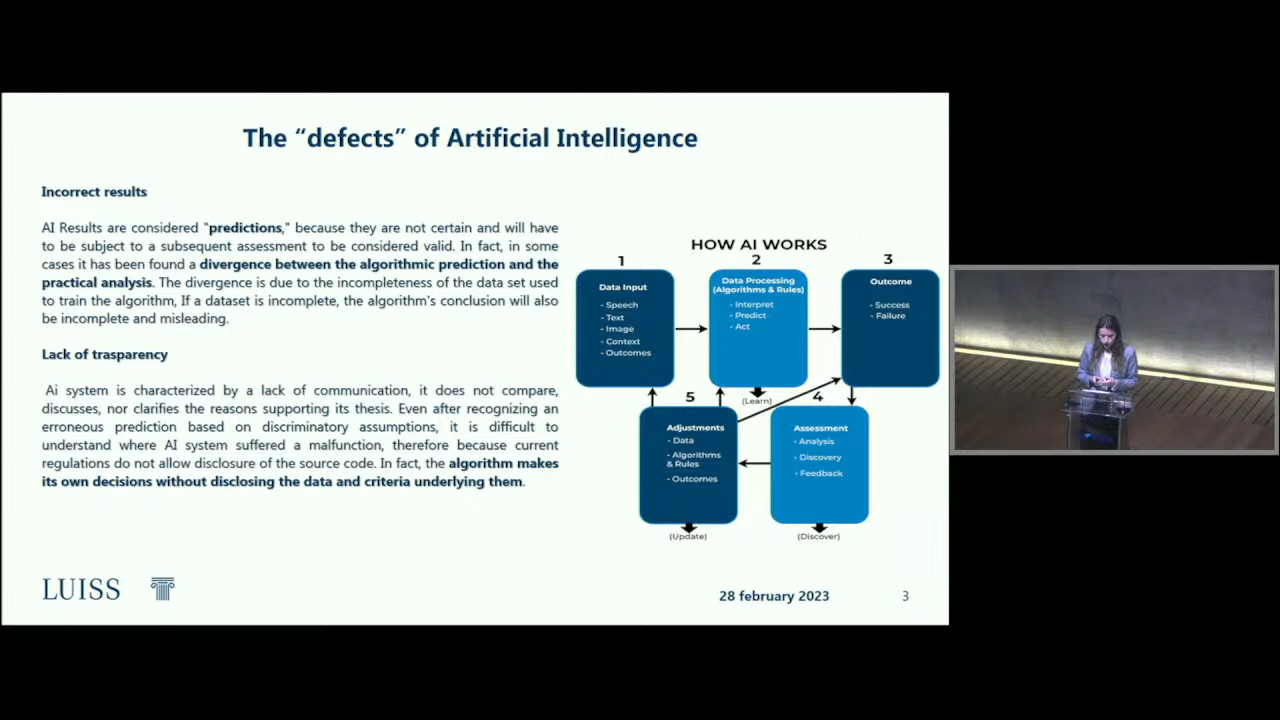 The “defects” of Artificial Intelligence
Incorrect results
AI Results are considered "predictions," because they are not certain and will have
to be subject to a subsequent assessment to be considered valid. In fact, in some
cases it has been found a divergence between the algorithmic prediction and the
practical analysis. The divergence is due to the incompleteness of the data set used
to train the algorithm, If a dataset is incomplete, the algorithm's conclusion will also
be incomplete and misleading.
Lack of trasparency
Ai system is characterized by a lack of communication, it does not compare,
discusses, nor clarifies the reasons supporting its thesis. Even after recognizing an
erroneous prediction based on discriminatory assumptions, it is difficult to
understand where AI system suffered a malfunction, therefore because current
regulations do not allow disclosure of the source code. In fact, the algorithm makes
its own decisions without disclosing the data and criteria underlying them.
HOW AI WORKS
1
Data Input
- Speech
- Text
- Image
- Context
- Outcomes
2
Data Processing
(Algorithms & Rules)
- Interpret
- Predict
- Act
(Learn)
3
Outcome
- Success
- Failure
4
Assessment
- Analysis
- Discovery
- Feedback
(Discover)
5
Adjustments
- Data
- Algorithms
& Rules
- Outcomes
(Update)
LUISS
28 february 2023
3